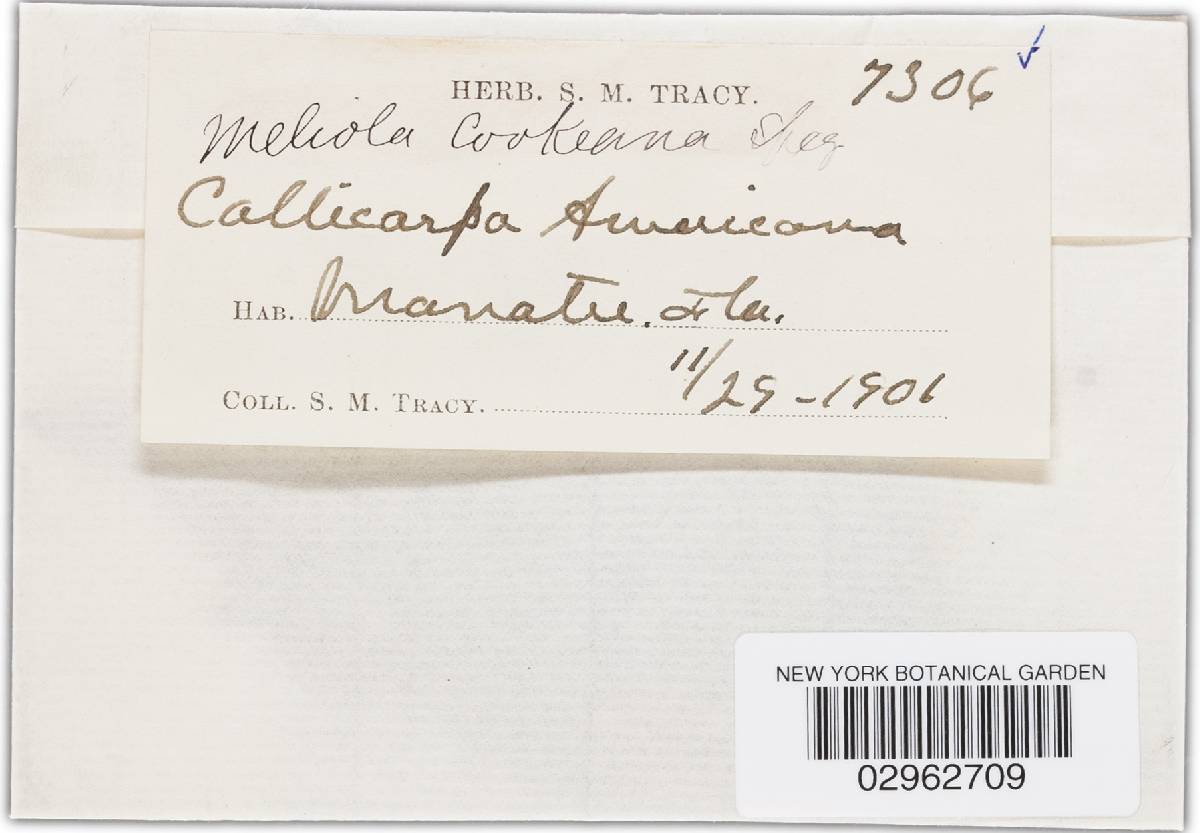 HERB. S. M. TRACY. 7306
Meliola Cookeana Speg
Callicarpa Americana
HAB. Manatee. Fla.
COLL. S. M. TRACY. 11/29-1901
NEW YORK BOTANICAL GARDEN
02962709